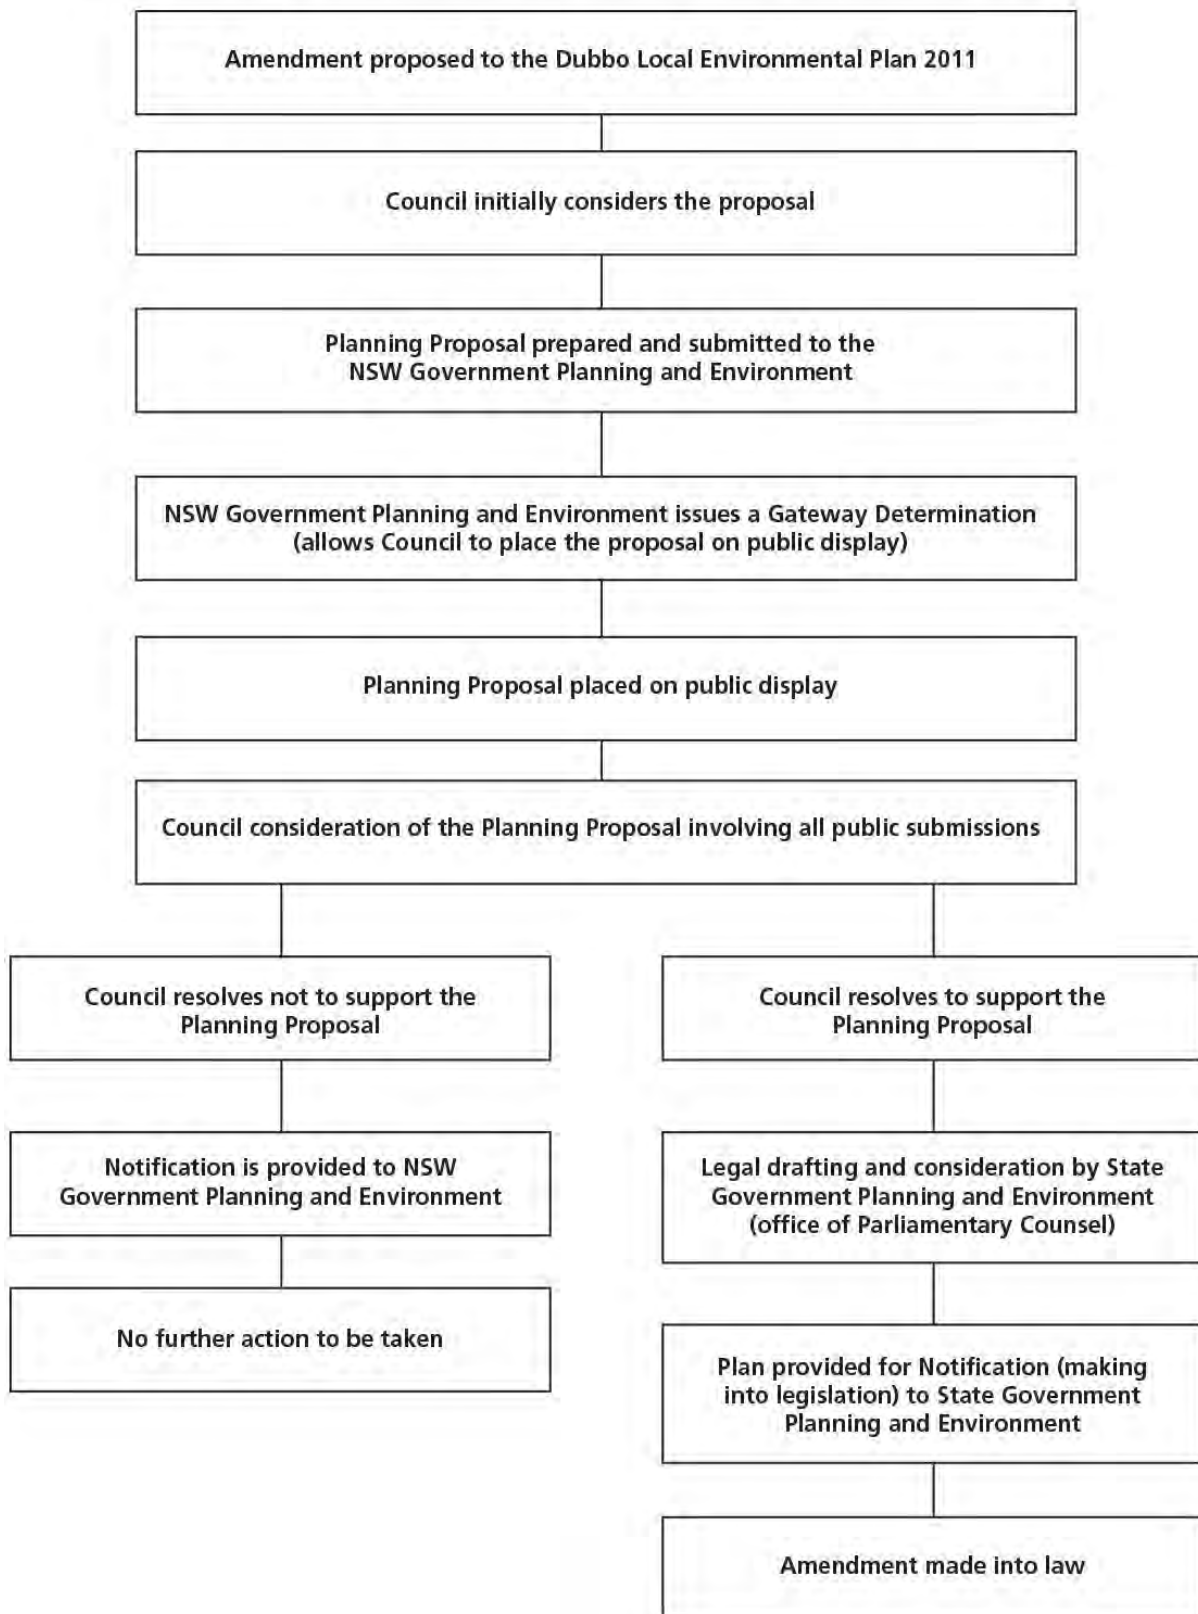 Amendment proposed to the Dubbo Local Environmental Plan 2011
Council initially considers the proposal
Planning Proposal prepared and submitted to the
NSW Government Planning and Environment
NSW Government Planning and Environment issues a Gateway Determination
(allows Council to place the proposal on public display)
Planning Proposal placed on public display
Council consideration of the Planning Proposal involving all public submissions
Council resolves not to support the
Planning Proposal
Notification is provided to NSW
Government Planning and Environment
No further action to be taken
Council resolves to support the
Planning Proposal
Legal drafting and consideration by State
Government Planning and Environment
(office of Parliamentary Counsel)
Plan provided for Notification (making
into legislation) to State Government
Planning and Environment
Amendment made into law